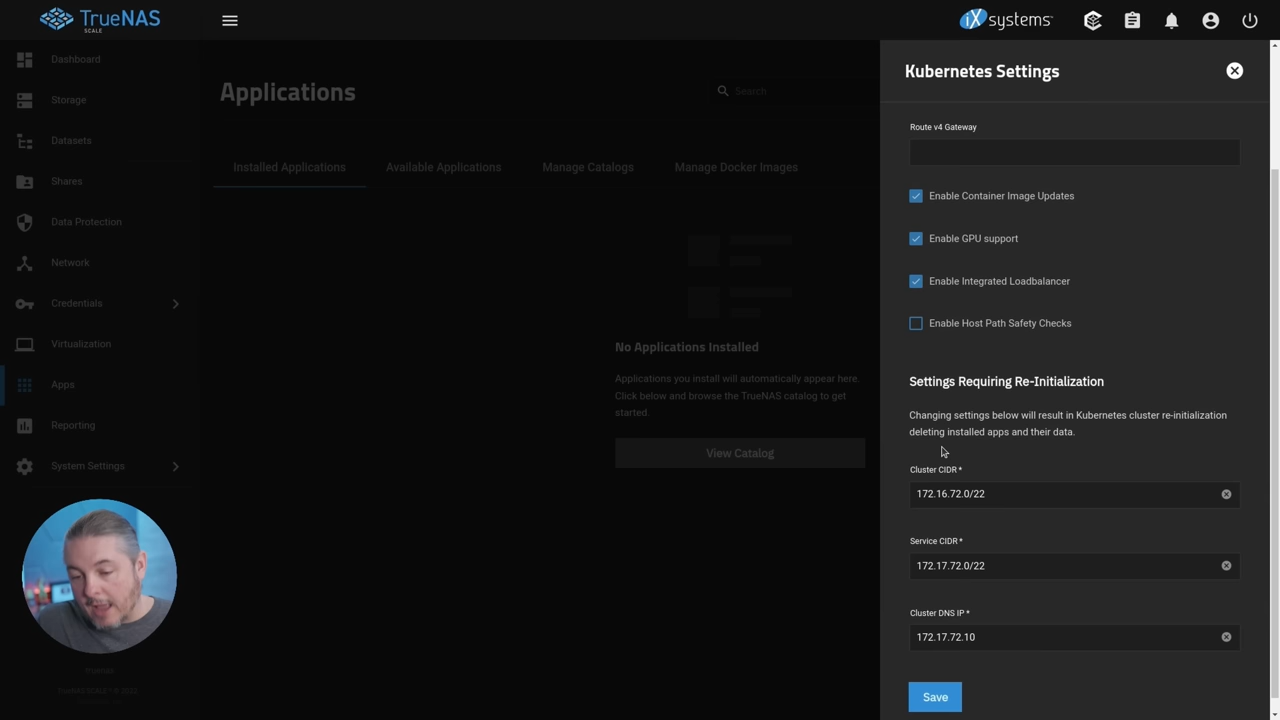 TrueNAS
SCALE
iXsystems
Dashboard
Storage
Datasets
Shares
Data Protection
Network
Credentials
Virtualization
Apps
Reporting
System Settings
truenas
TrueNAS SCALE ® © 2022
Applications
Search
Installed Applications
Available Applications
Manage Catalogs
Manage Docker Images
No Applications Installed
Applications you install will automatically appear here.
Click below and browse the TrueNAS catalog to get
started.
View Catalog
Kubernetes Settings
Route v4 Gateway
Enable Container Image Updates
Enable GPU support
Enable Integrated Loadbalancer
Enable Host Path Safety Checks
Settings Requiring Re-Initialization
Changing settings below will result in Kubernetes cluster re-initialization
deleting installed apps and their data.
Cluster CIDR *
172.16.72.0/22
Service CIDR *
172.17.72.0/22
Cluster DNS IP *
172.17.72.10
Save